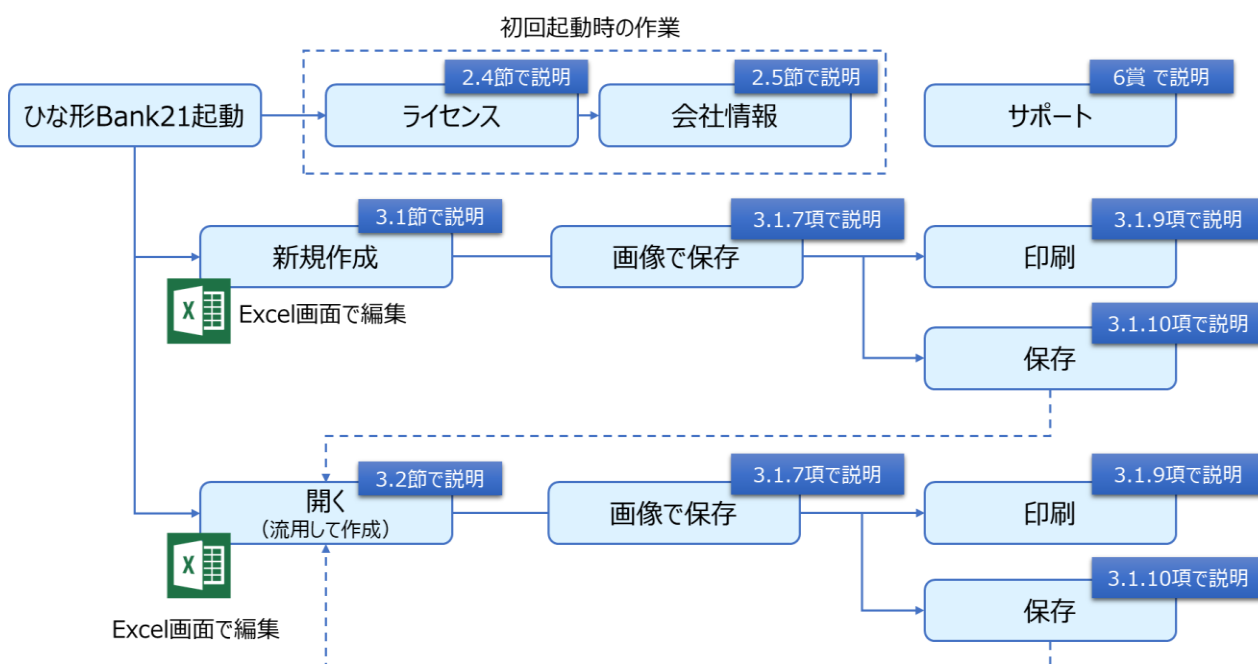 初回起動時の作業
2.4節で説明
2.5節で説明
6賞 で説明
ひな形Bank21起動
ライセンス
会社情報
サポート
3.1節で説明
3.1.7項で説明
3.1.9項で説明
新規作成
画像で保存
印刷
X
Excel画面で編集
3.1.10項で説明
保存
3.2節で説明
3.1.7項で説明
3.1.9項で説明
開く
(流用して作成)
画像で保存
印刷
X
Excel画面で編集
3.1.10項で説明
保存